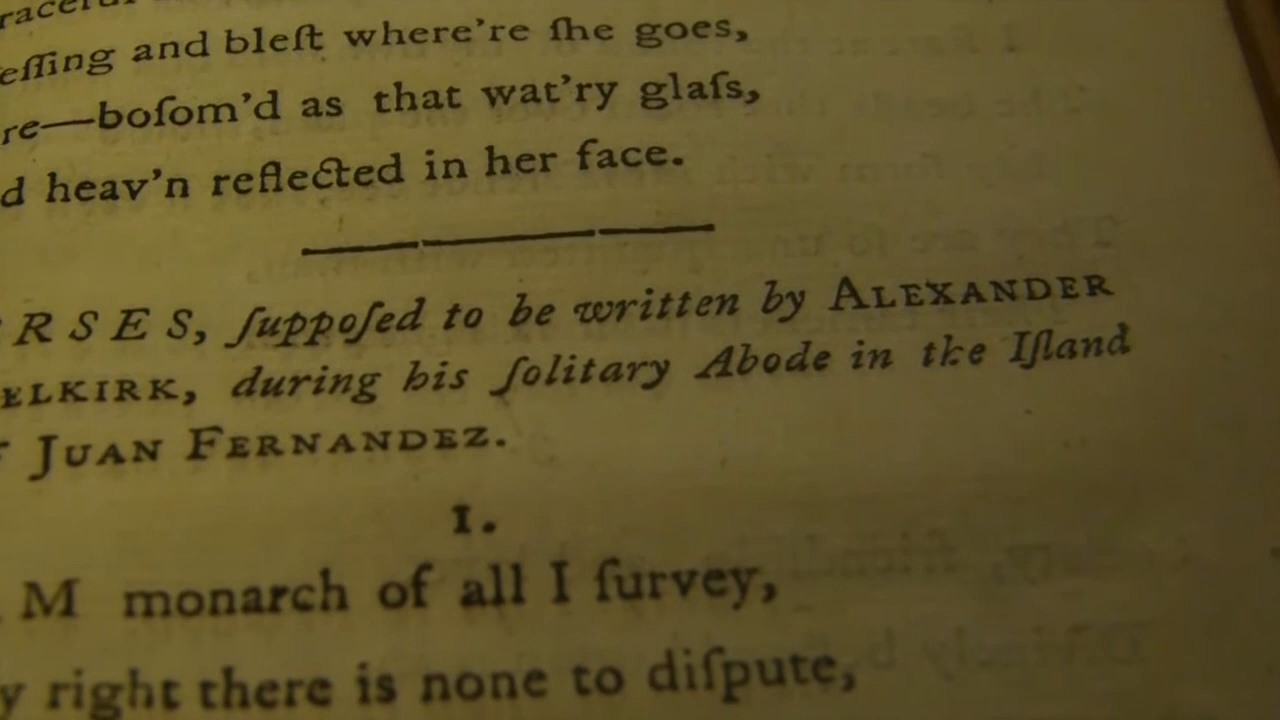 eſſing and bleſt where're ſhe goes,
re—boſom'd as that wat'ry glaſs,
d heav'n reflected in her face.
RSES, ſuppoſed to be written by ALEXANDER
ELKIRK, during his ſolitary Abode in the Iſland
JUAN FERNANDEZ.
I.
M monarch of all I ſurvey,
y right there is none to diſpute,